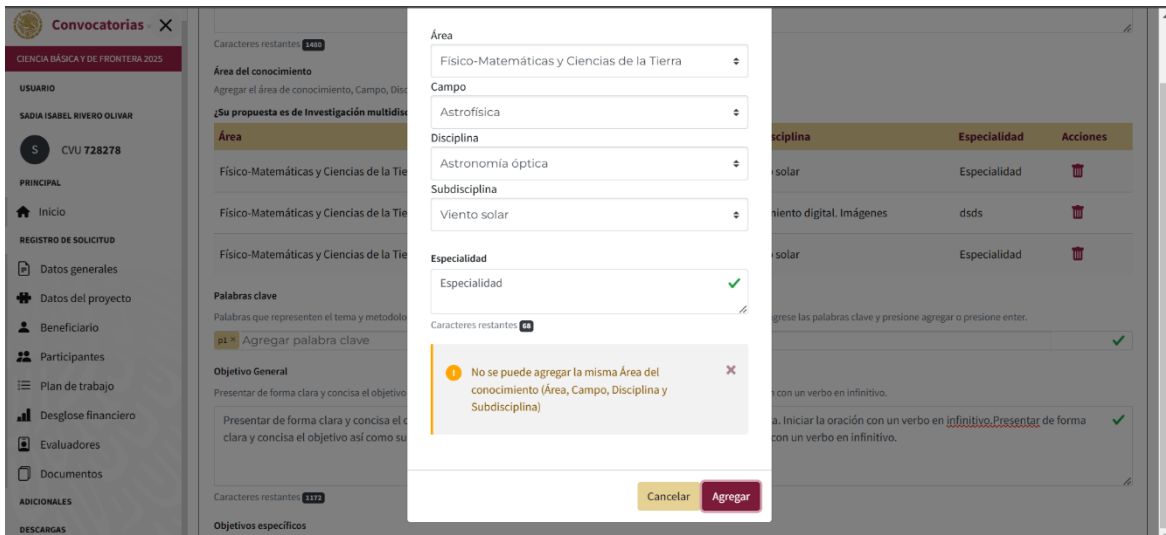 Convocatorias - X
CIENCIA BÁSICA Y DE FRONTERA 2025
USUARIO
SADIA ISABEL RIVERO OLIVAR
S
CVU 728278
PRINCIPAL
Inicio
REGISTRO DE SOLICITUD
Datos generales
Datos del proyecto
Beneficiario
Participantes
Plan de trabajo
Desglose financiero
Evaluadores
Documentos
ADICIONALES
DESCARGAS
Caracteres restantes 1480
Área del conocimiento
Agregar el área de conocimiento, Campo, Disc
¿Su propuesta es de Investigación multidisc
Área
sciplina Especialidad Acciones
Físico-Matemáticas y Ciencias de la Tie
solar Especialidad
Físico-Matemáticas y Ciencias de la Tie
niento digital. Imágenes dsds
Físico-Matemáticas y Ciencias de la Tie
solar Especialidad
Palabras clave
Palabras que representen el tema y metodolo
grese las palabras clave y presione agregar o presione enter.
p1 × Agregar palabra clave
Objetivo General
Presentar de forma clara y concisa el objetivo
con un verbo en infinitivo.
Presentar de forma clara y concisa el o
a. Iniciar la oración con un verbo en infinitivo.Presentar de forma
clara y concisa el objetivo así como su
con un verbo en infinitivo.
Caracteres restantes 1172
Objetivos específicos
Área
Físico-Matemáticas y Ciencias de la Tierra
Campo
Astrofísica
Disciplina
Astronomía óptica
Subdisciplina
Viento solar
Especialidad
Especialidad
Caracteres restantes 68
No se puede agregar la misma Área del
conocimiento (Área, Campo, Disciplina y
Subdisciplina)
Cancelar
Agregar